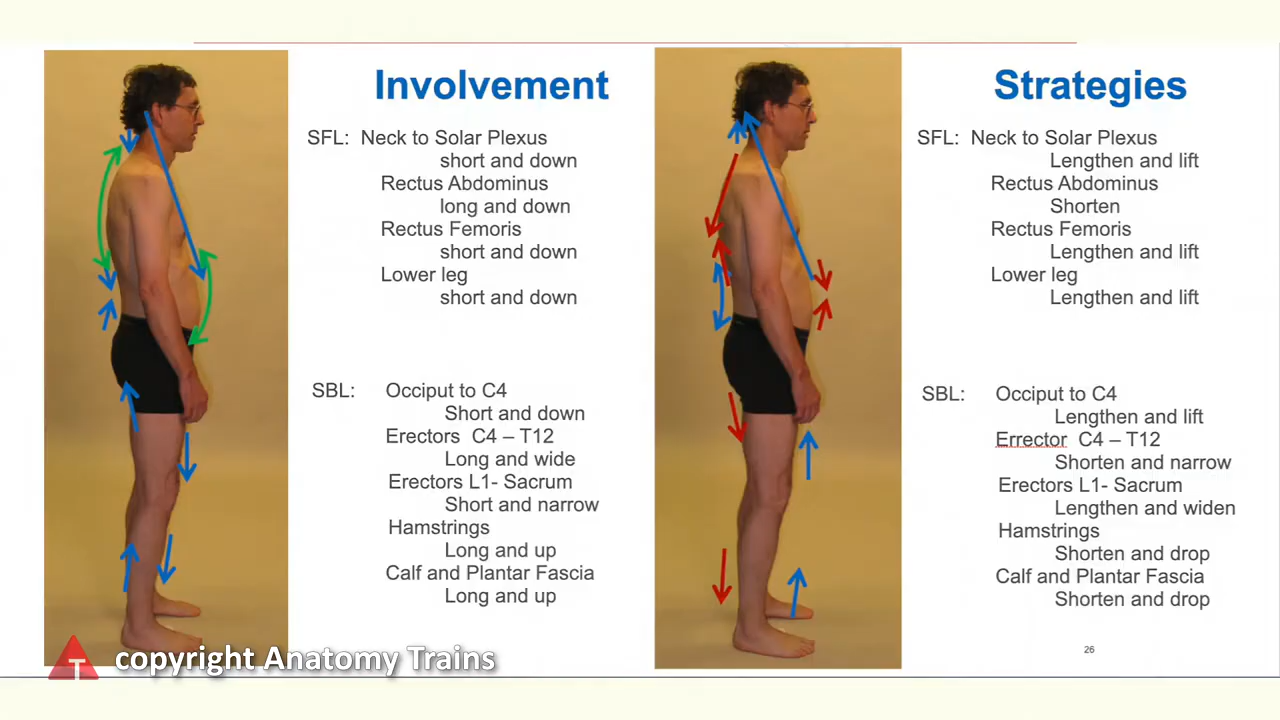 Involvement
SFL: Neck to Solar Plexus
short and down
Rectus Abdominus
long and down
Rectus Femoris
short and down
Lower leg
short and down
SBL: Occiput to C4
Short and down
Erectors C4 – T12
Long and wide
Erectors L1- Sacrum
Short and narrow
Hamstrings
Long and up
Calf and Plantar Fascia
Long and up
Strategies
SFL: Neck to Solar Plexus
Lengthen and lift
Rectus Abdominus
Shorten
Rectus Femoris
Lengthen and lift
Lower leg
Lengthen and lift
SBL: Occiput to C4
Lengthen and lift
Errector C4 – T12
Shorten and narrow
Erectors L1- Sacrum
Lengthen and widen
Hamstrings
Shorten and drop
Calf and Plantar Fascia
Shorten and drop
26
T copyright Anatomy Trains